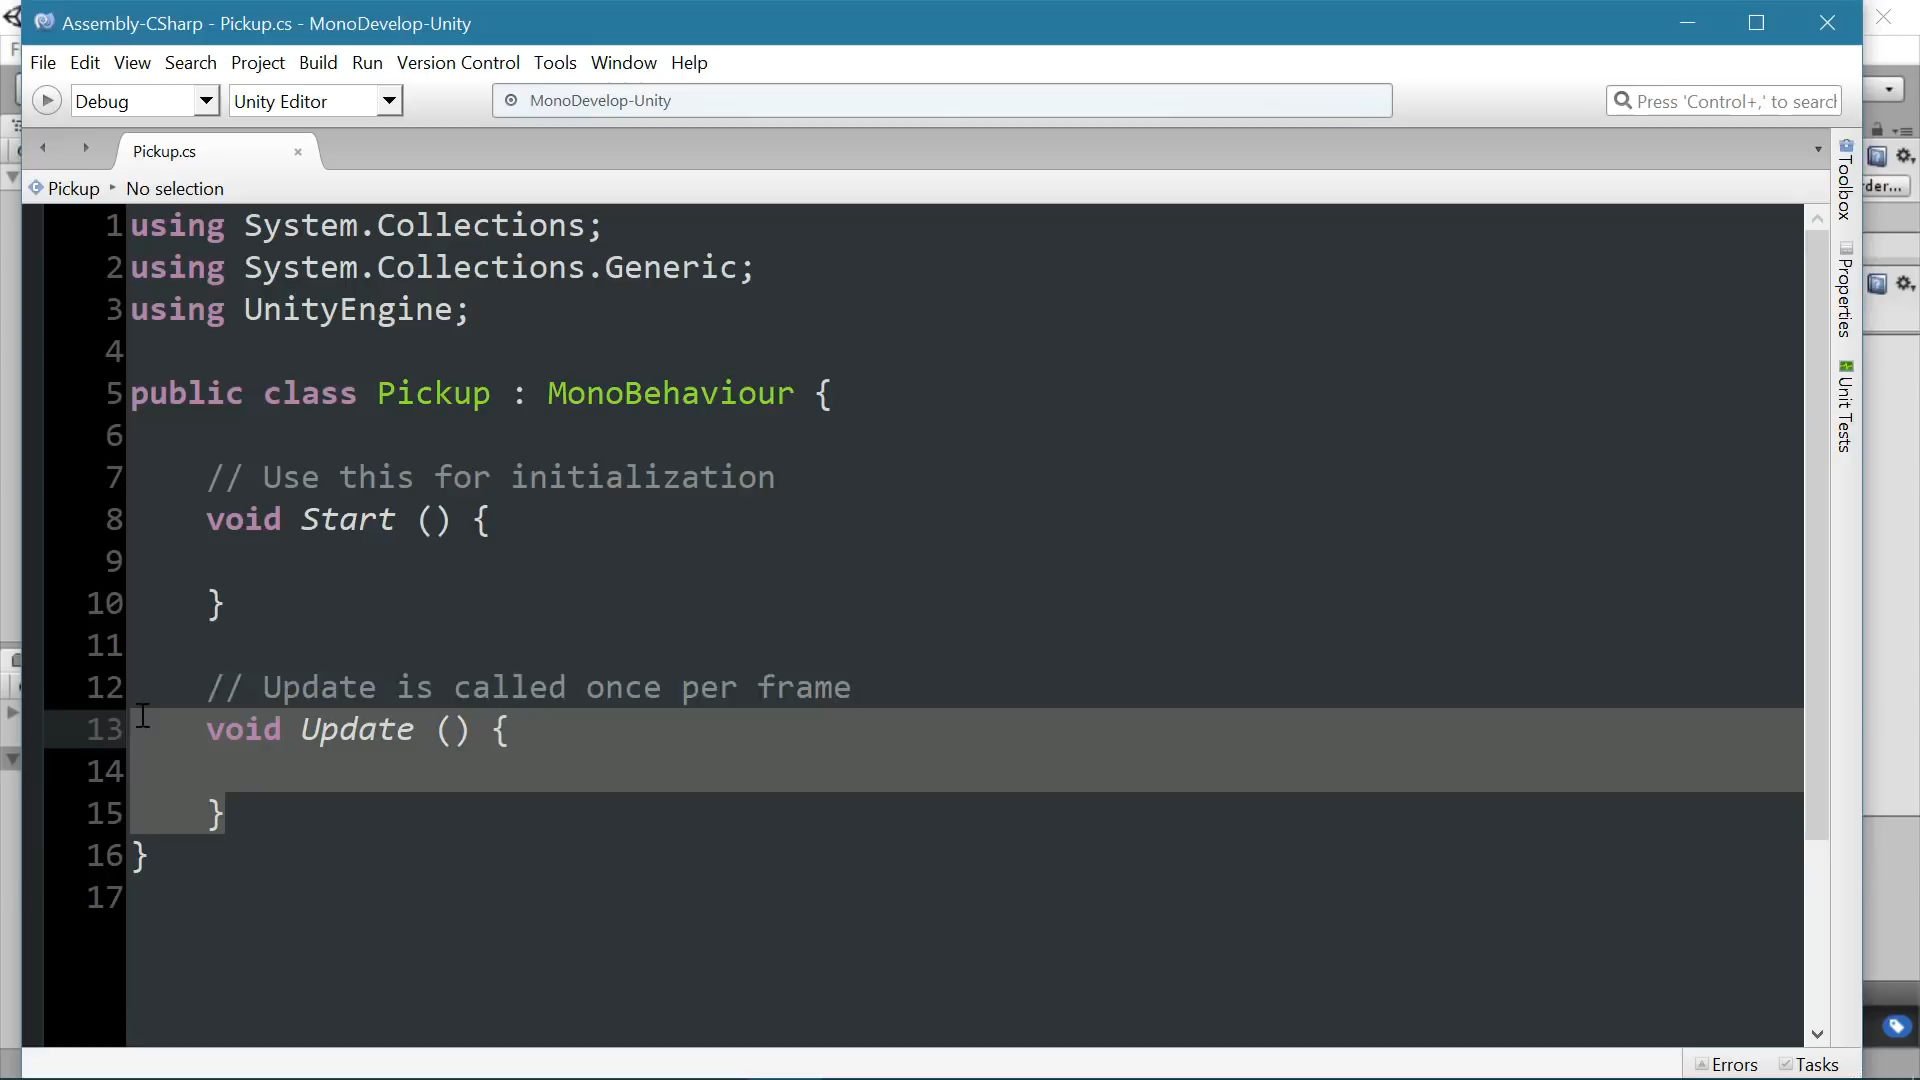 Assembly-CSharp - Pickup.cs - MonoDevelop-Unity
File Edit View Search Project Build Run Version Control Tools Window Help
Debug Unity Editor MonoDevelop-Unity Press 'Control+,' to search
Pickup.cs
Pickup No selection
1 using System.Collections;
2 using System.Collections.Generic;
3 using UnityEngine;
4
5 public class Pickup : MonoBehaviour {
6
7 // Use this for initialization
8 void Start () {
9
10 }
11
12 // Update is called once per frame
13 void Update () {
14
15 }
16 }
17
Toolbox
Properties
Unit Tests
der...
Errors Tasks